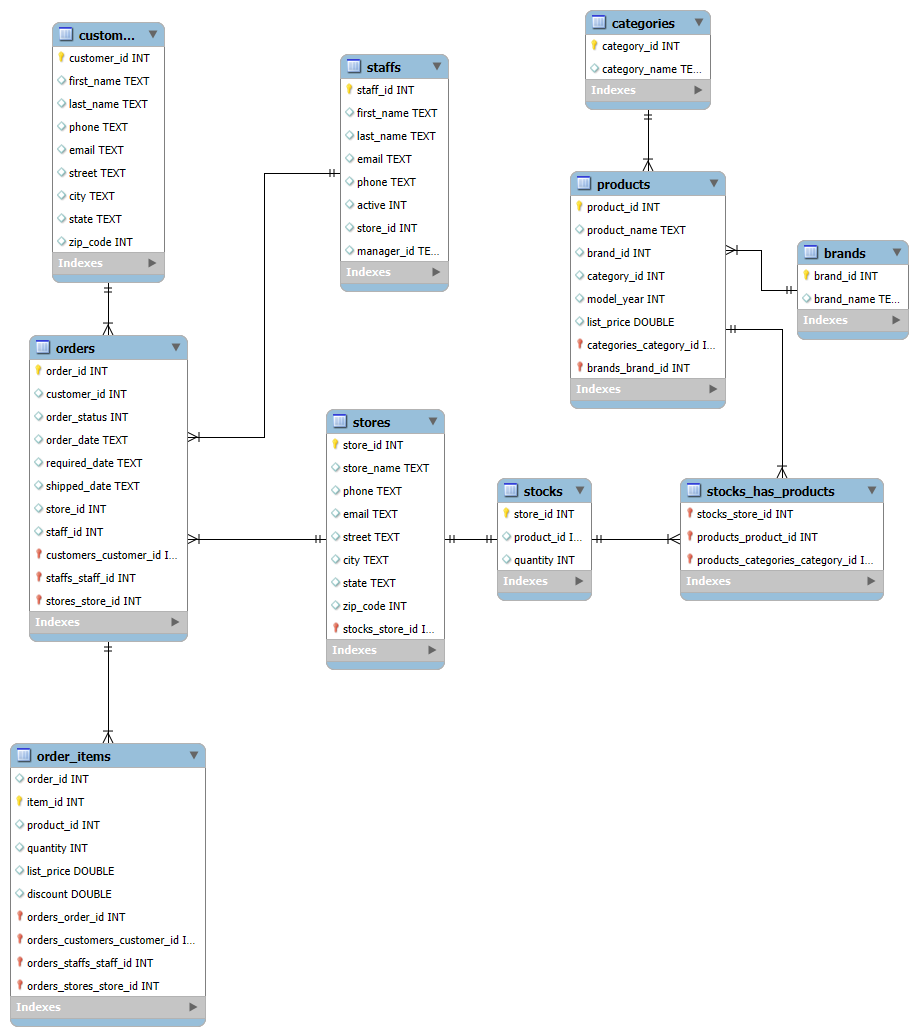 custom...
customer_id INT
first_name TEXT
last_name TEXT
phone TEXT
email TEXT
street TEXT
city TEXT
state TEXT
zip_code INT
Indexes
staffs
staff_id INT
first_name TEXT
last_name TEXT
email TEXT
phone TEXT
active INT
store_id INT
manager_id TE...
Indexes
categories
category_id INT
category_name TE...
Indexes
products
product_id INT
product_name TEXT
brand_id INT
category_id INT
model_year INT
list_price DOUBLE
categories_category_id I...
brands_brand_id INT
Indexes
brands
brand_id INT
brand_name TE...
Indexes
orders
order_id INT
customer_id INT
order_status INT
order_date TEXT
required_date TEXT
shipped_date TEXT
store_id INT
staff_id INT
customers_customer_id I...
staffs_staff_id INT
stores_store_id INT
Indexes
stores
store_id INT
store_name TEXT
phone TEXT
email TEXT
street TEXT
city TEXT
state TEXT
zip_code INT
stocks_store_id I...
Indexes
stocks
store_id INT
product_id I...
quantity INT
Indexes
stocks_has_products
stocks_store_id INT
products_product_id INT
products_categories_category_id I...
Indexes
order_items
order_id INT
item_id INT
product_id INT
quantity INT
list_price DOUBLE
discount DOUBLE
orders_order_id INT
orders_customers_customer_id I...
orders_staffs_staff_id INT
orders_stores_store_id INT
Indexes